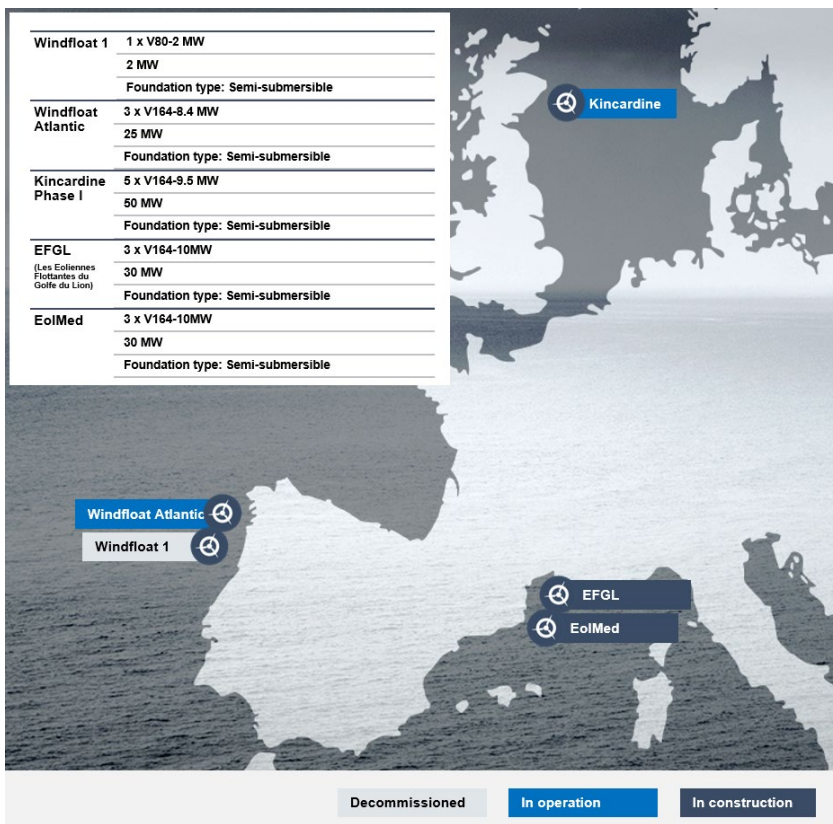 Windfloat 1
1 x V80-2 MW
2 MW
Foundation type: Semi-submersible
Windfloat
Atlantic
3 x V164-8.4 MW
25 MW
Foundation type: Semi-submersible
Kincardine
Phase I
5 x V164-9.5 MW
50 MW
Foundation type: Semi-submersible
EFGL
(Les Eoliennes
Flottantes du
Golfe du Lion)
3 x V164-10MW
30 MW
Foundation type: Semi-submersible
EolMed
3 x V164-10MW
30 MW
Foundation type: Semi-submersible
Kincardine
Windfloat Atlantic
Windfloat 1
EFGL
EolMed
Decommissioned
In operation
In construction